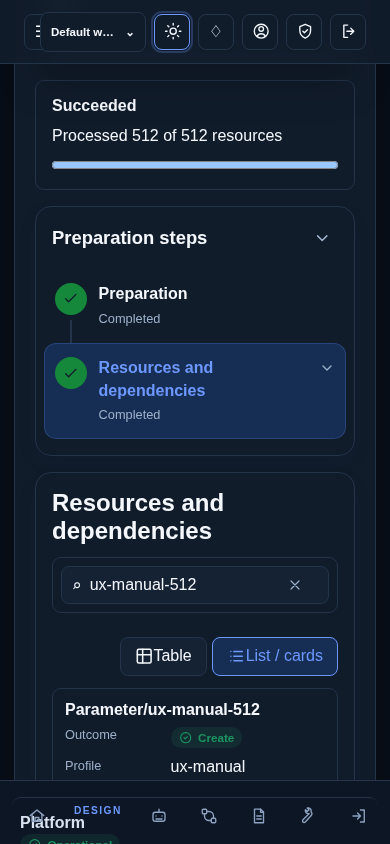 Default w... ⌄
Succeeded
Processed 512 of 512 resources
Preparation steps
Preparation
Completed
Resources and
dependencies
Completed
Resources and
dependencies
ux-manual-512
Table
List / cards
Parameter/ux-manual-512
Outcome
Create
Profile
ux-manual
DESIGN
Platform
Operational